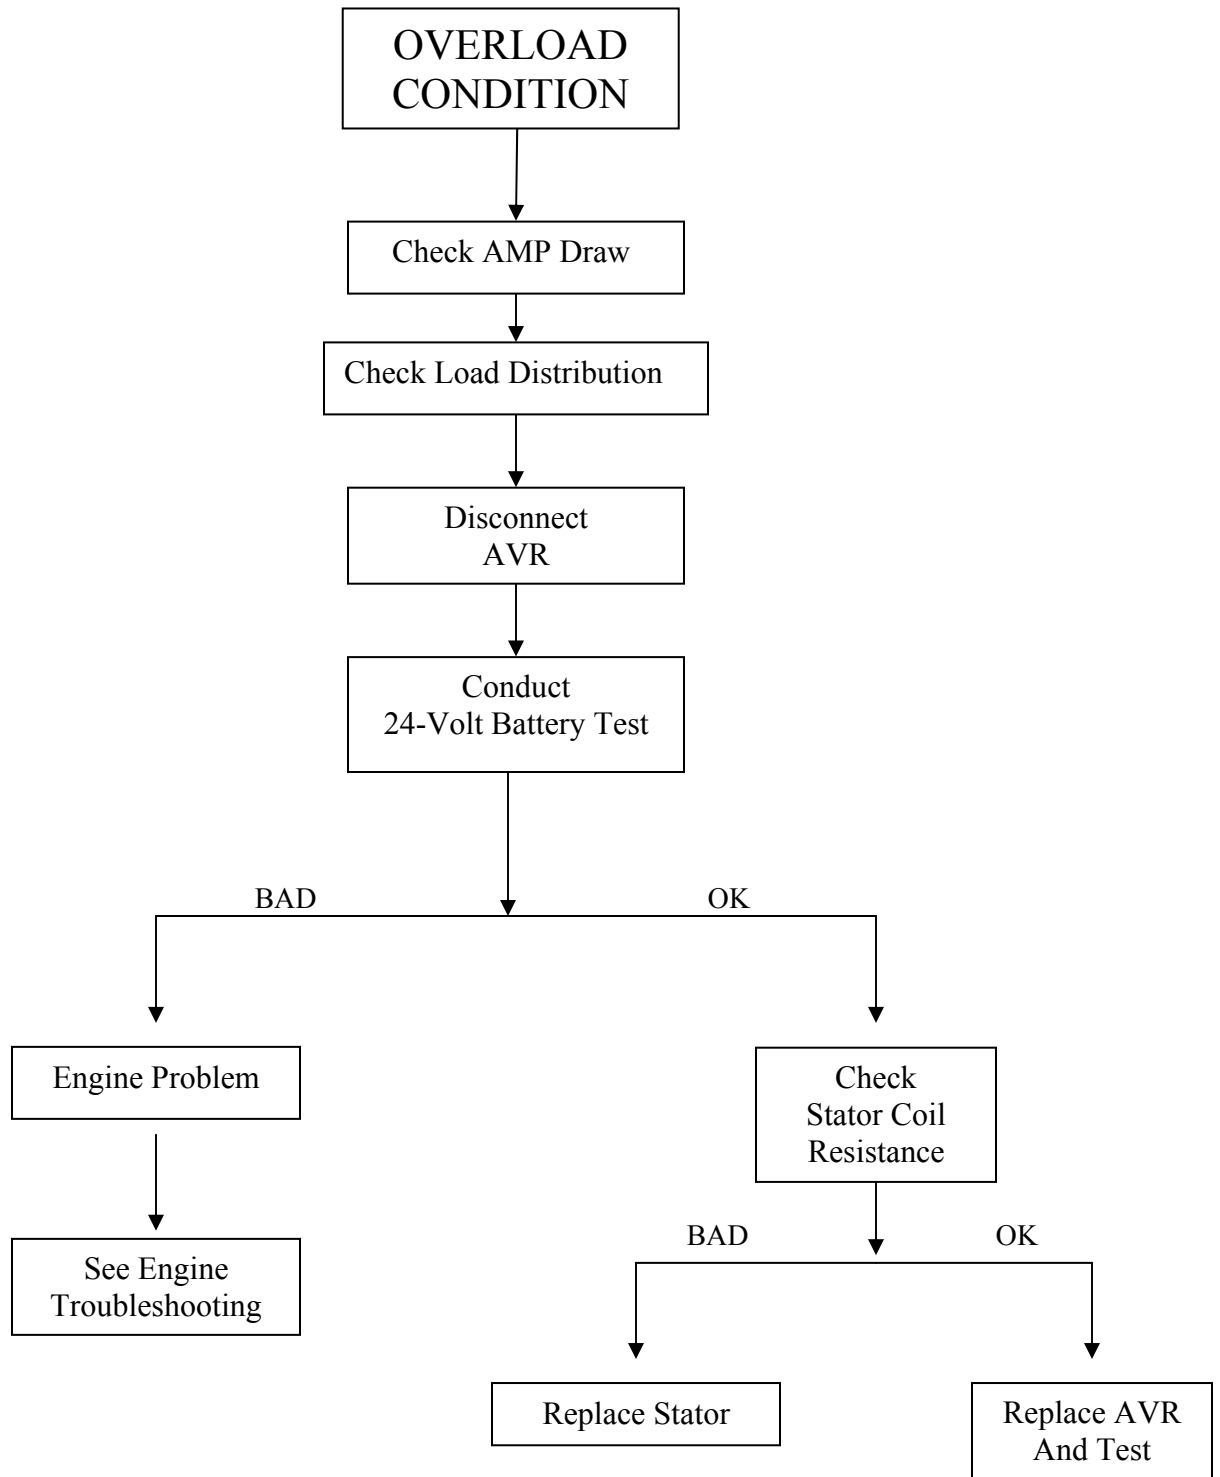 OVERLOAD
CONDITION
Check AMP Draw
Check Load Distribution
Disconnect
AVR
Conduct
24-Volt Battery Test
BAD
OK
Engine Problem
Check
Stator Coil
Resistance
BAD
OK
See Engine
Troubleshooting
Replace Stator
Replace AVR
And Test